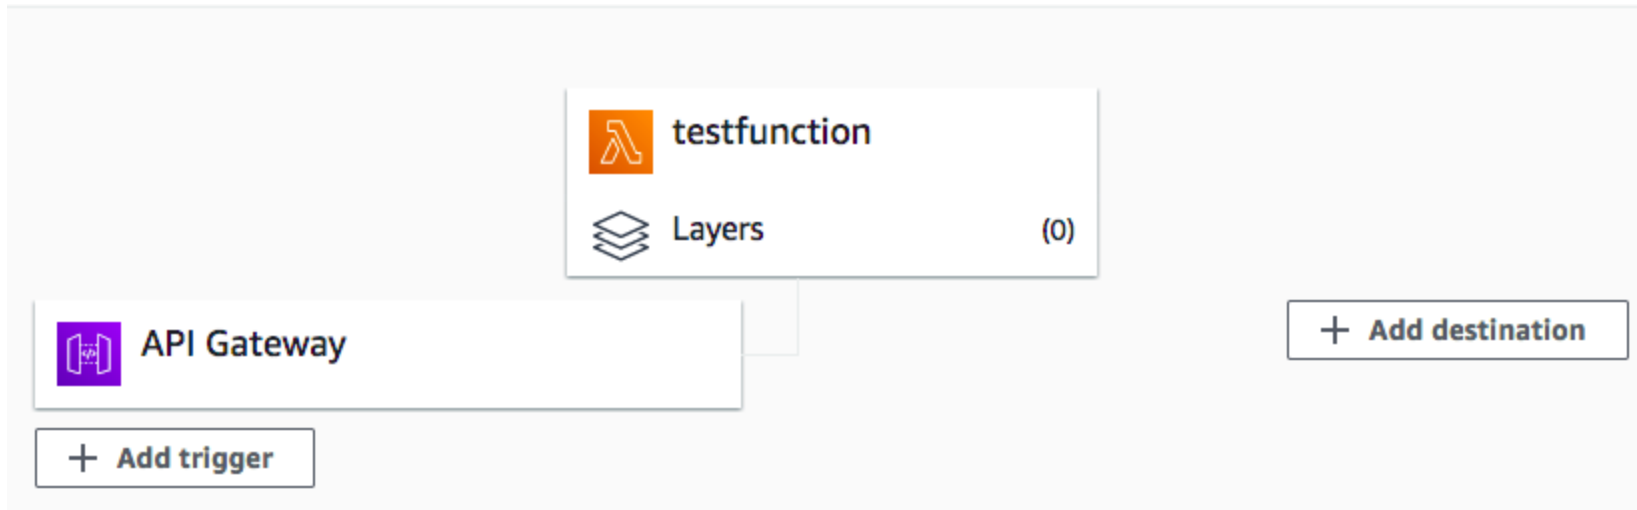 testfunction
Layers (0)
API Gateway
+ Add destination
+ Add trigger